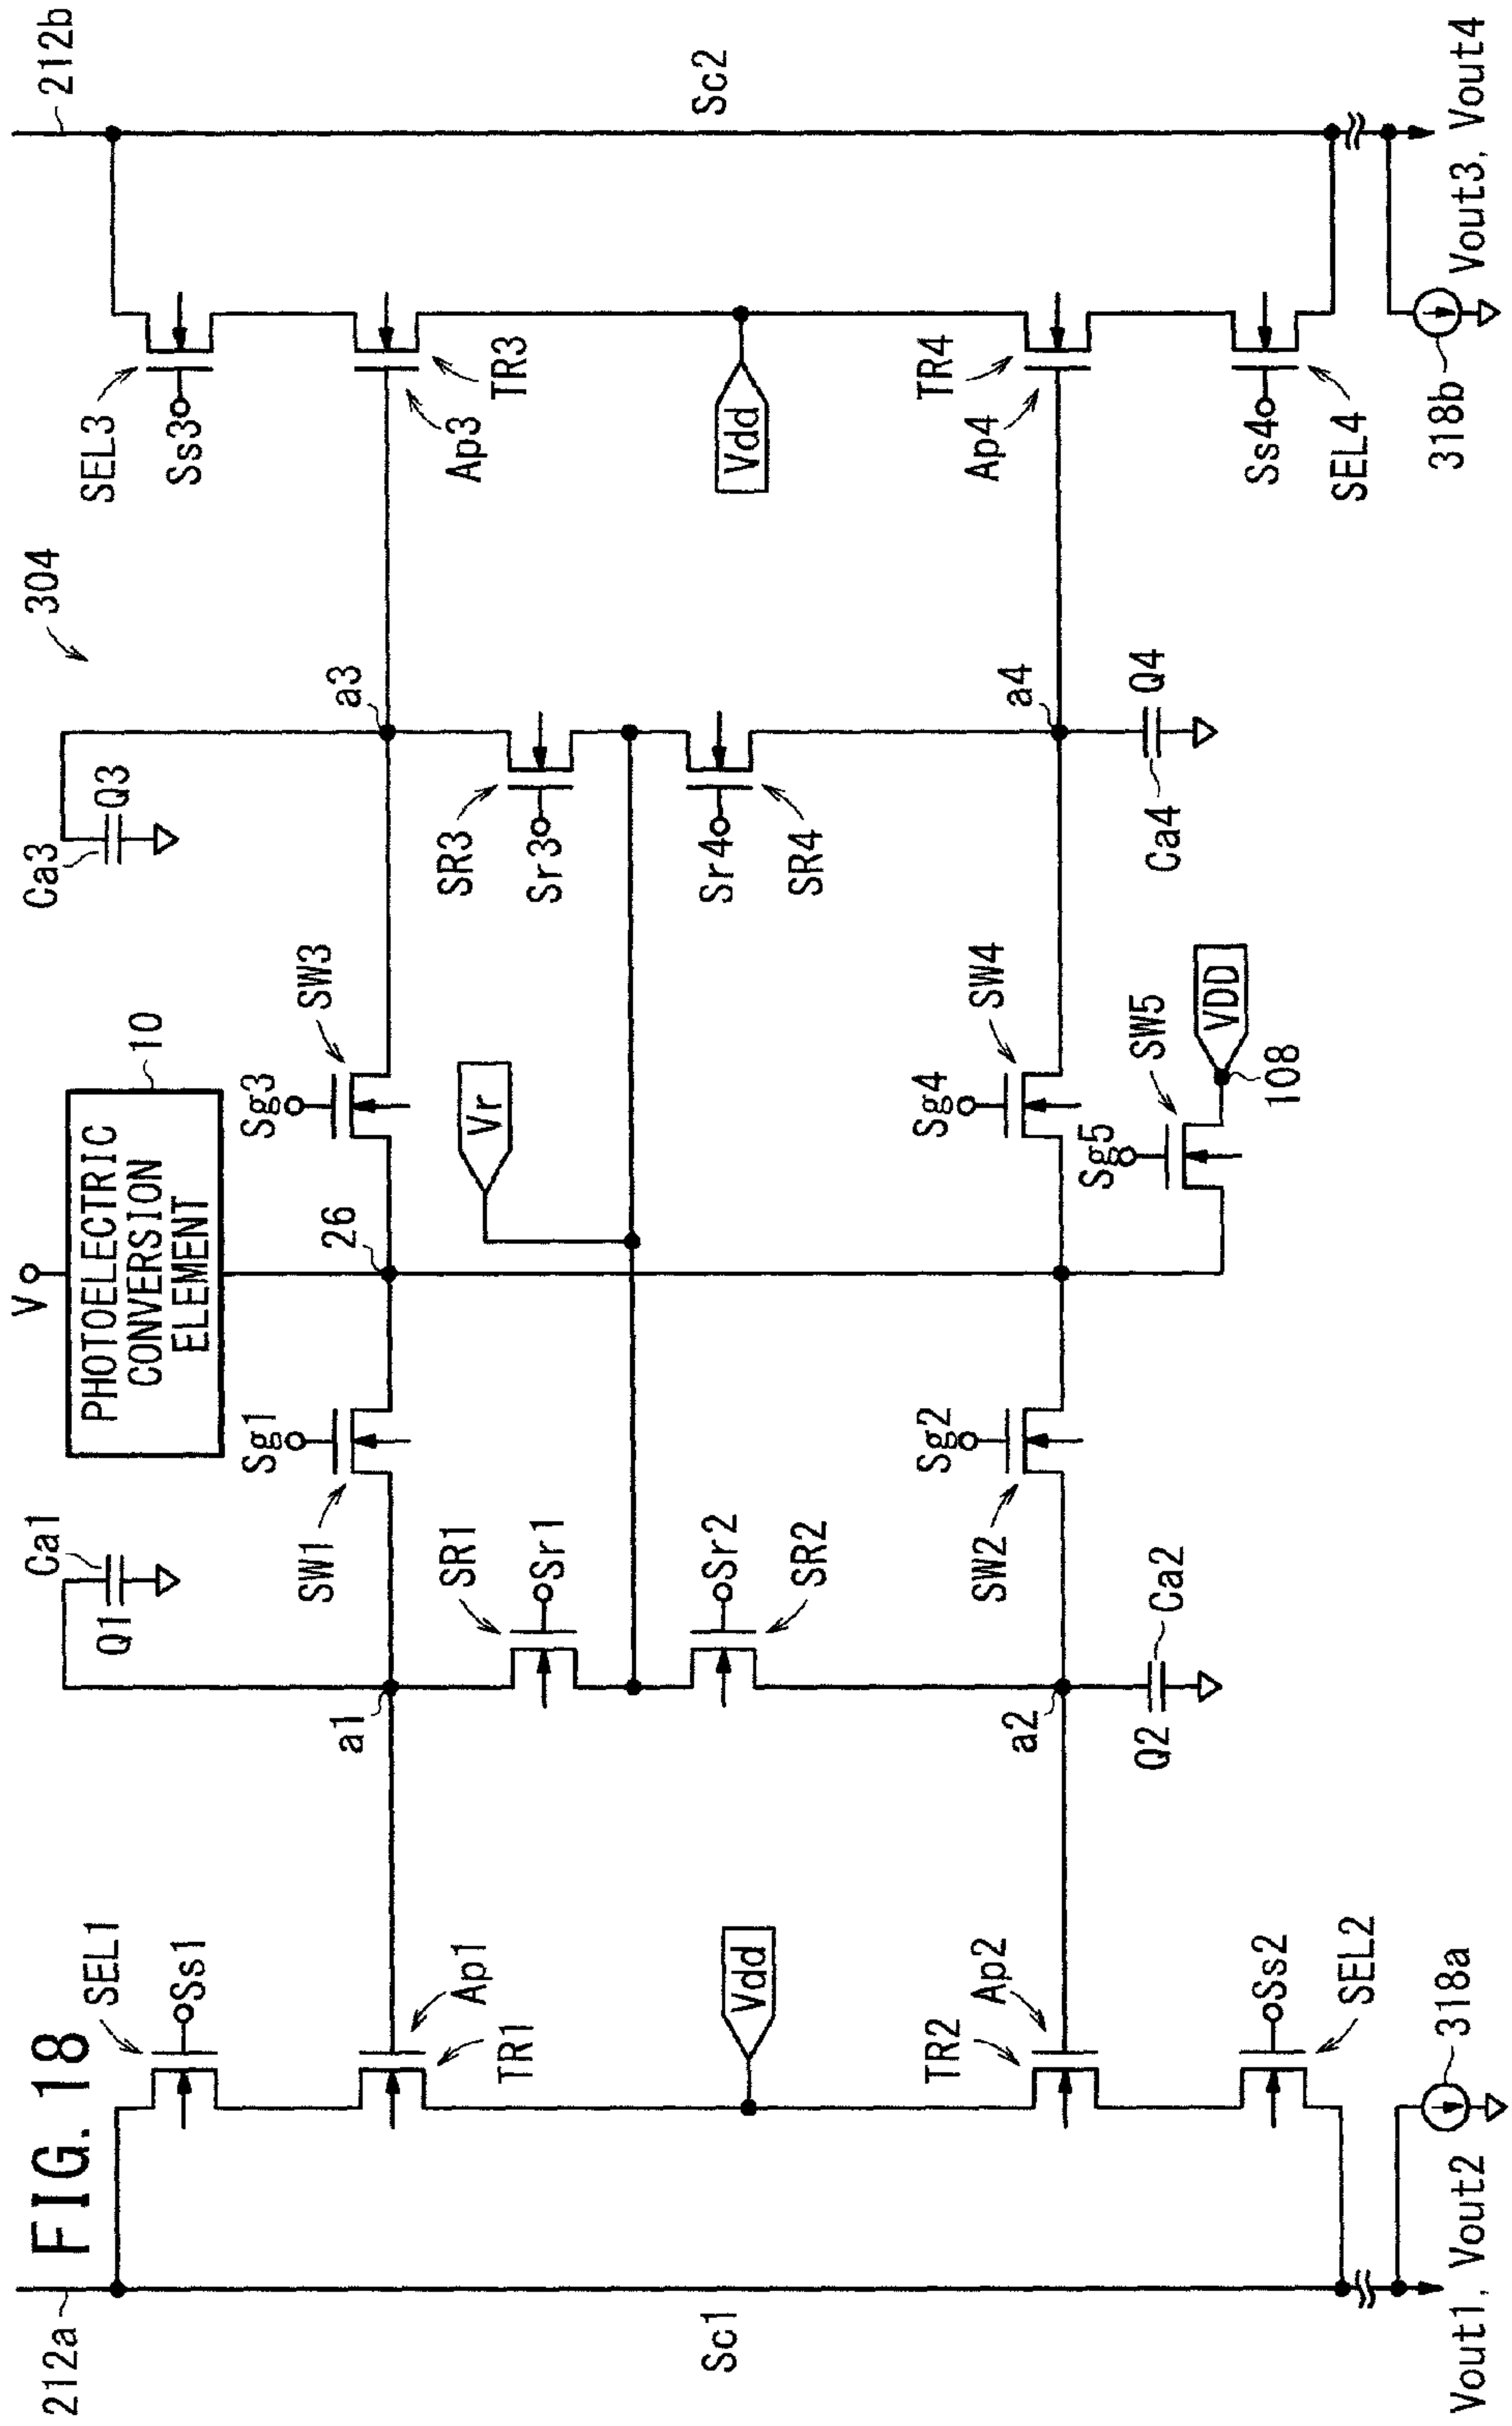 FIG. 18
304
212a
212b
V
PHOTOELECTRIC
CONVERSION
ELEMENT
10
SEL1
Ss1
Q1
Ca1
Ca3
Q3
SEL3
Ss3
Ap1
TR1
a1
SW1
Sg1
26
Sg3
SW3
a3
Ap3
TR3
SR1
Sr1
SR3
Sr3
Vr
Sc1
Vdd
Vdd
Sc2
Sr2
SR2
Sr4
SR4
TR2
Ap2
a2
SW2
Sg2
Sg4
SW4
a4
Ap4
TR4
Q2
Ca2
Sg5
SW5
VDD
108
Ca4
Q4
Ss2
SEL2
Ss4
SEL4
318a
318b
Vout1, Vout2
Vout3, Vout4